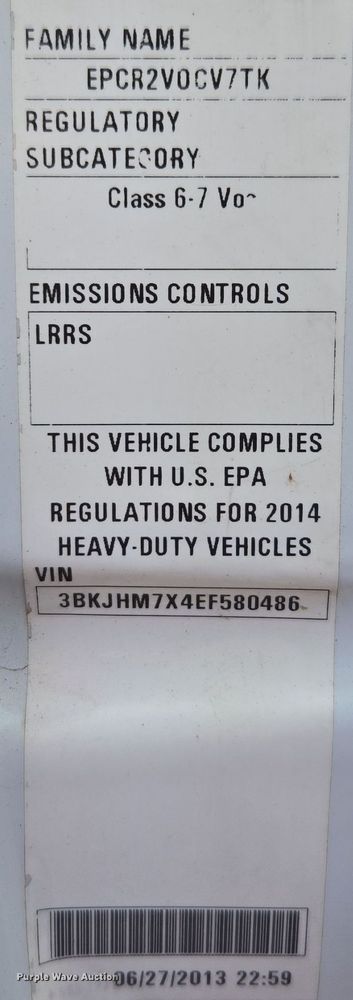 FAMILY NAME
EPCR2VOCV7TK
REGULATORY
SUBCATEGORY
Class 6-7
EMISSIONS CONTROLS
LRRS
THIS VEHICLE COMPLIES
WITH U.S. EPA
REGULATIONS FOR 2014
HEAVY-DUTY VEHICLES
VIN
3BKJHM7X4EF580486
06/27/2013 22:59
Purple Wave Auction